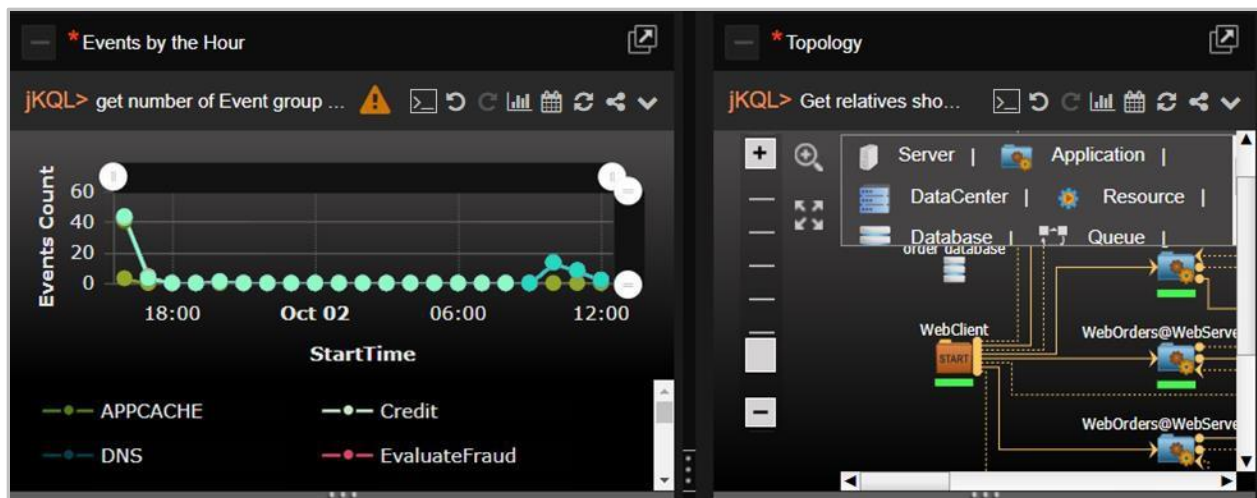 * Events by the Hour
jKQL> get number of Event group ...
Events Count
60
40
20
0
18:00
Oct 02
06:00
12:00
StartTime
APPCACHE
Credit
DNS
EvaluateFraud
* Topology
jKQL> Get relatives sho...
Server |
Application |
DataCenter |
Resource |
Database |
Queue |
order database
WebClient
START
WebOrders@WebServe
WebOrders@WebServe